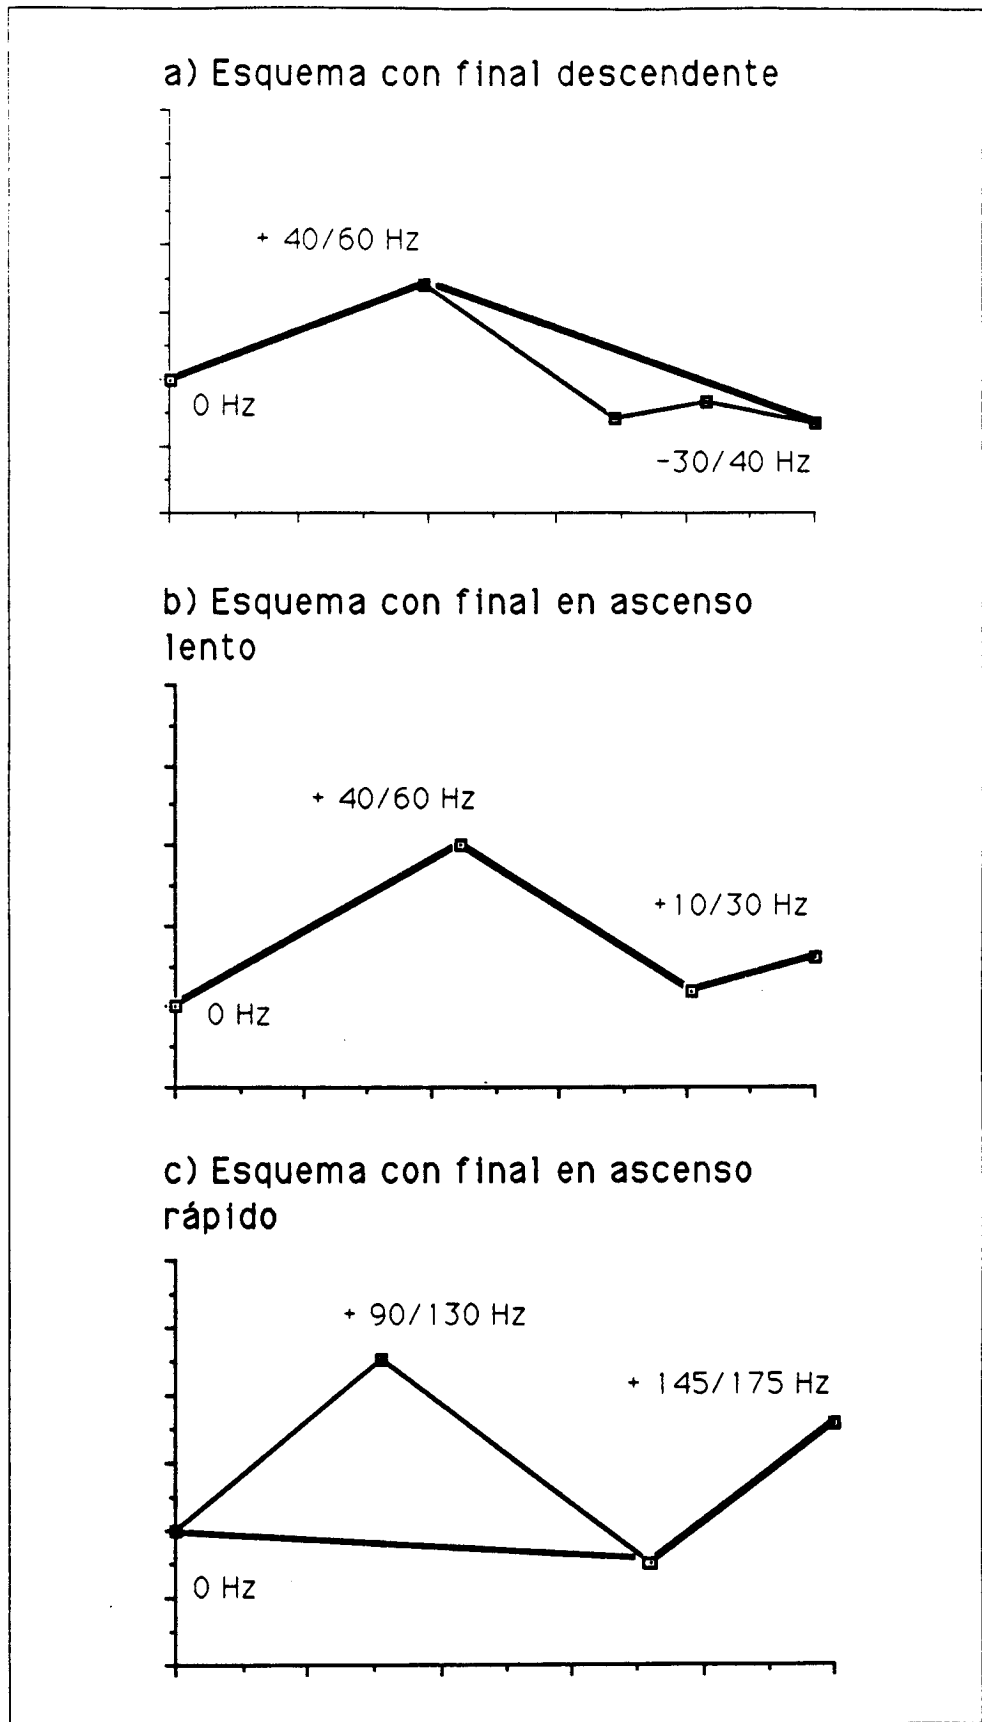 a) Esquema con final descendente
+ 40/60 Hz
0 Hz
-30/40 Hz
b) Esquema con final en ascenso
lento
+ 40/60 Hz
+10/30 Hz
0 Hz
c) Esquema con final en ascenso
rápido
+ 90/130 Hz
+ 145/175 Hz
0 Hz